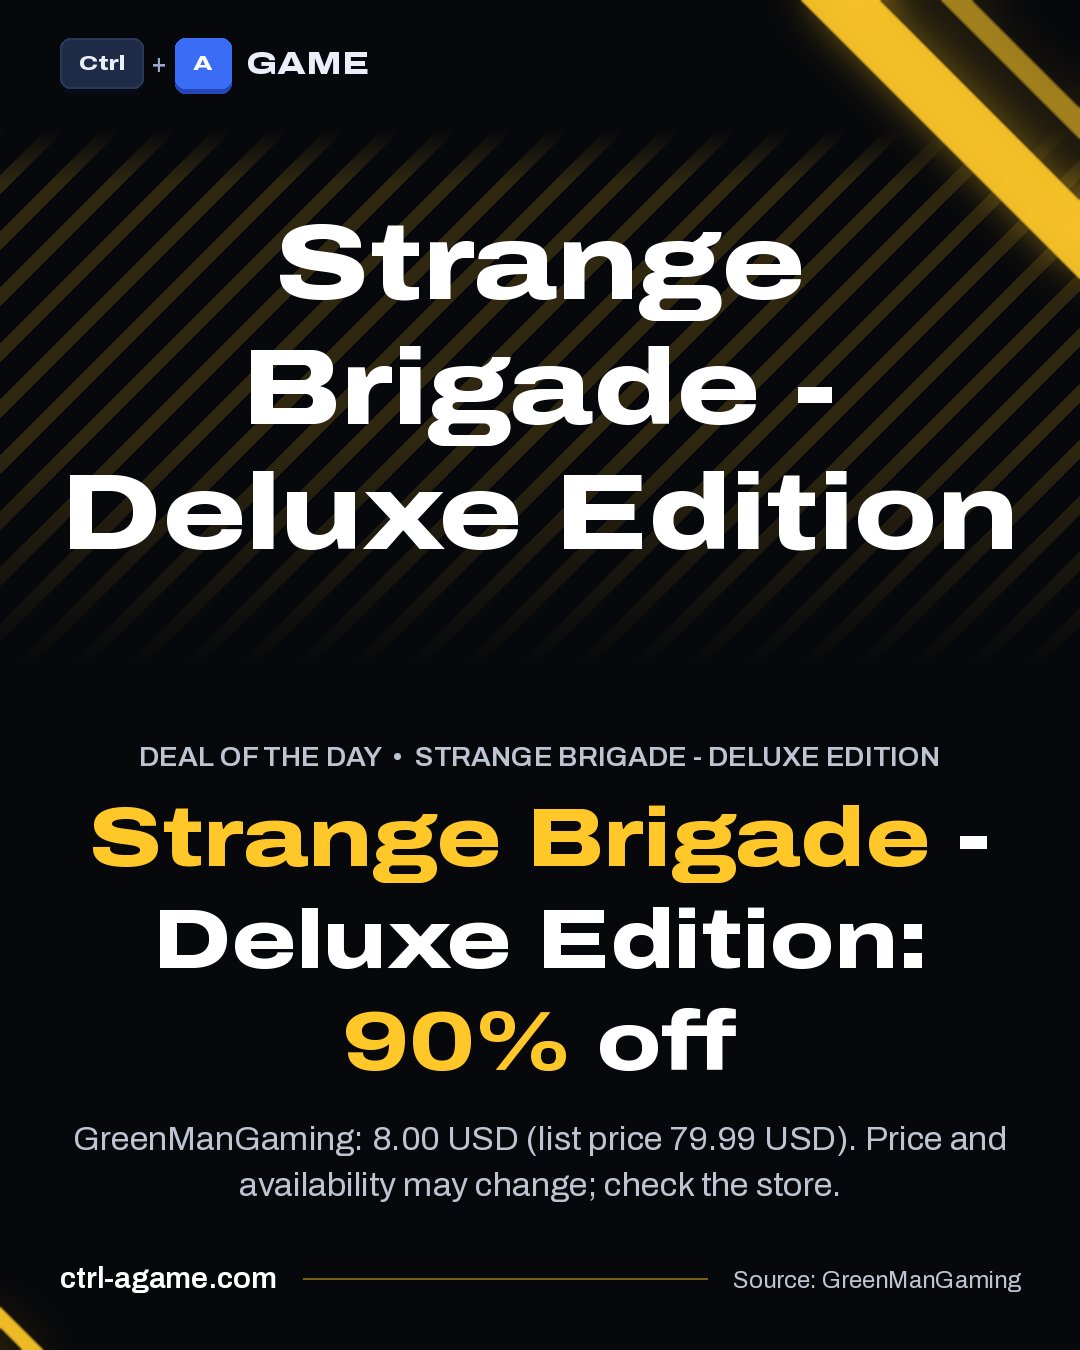 Ctrl + A GAME
Strange
Brigade -
Deluxe Edition
DEAL OF THE DAY • STRANGE BRIGADE - DELUXE EDITION
Strange Brigade -
Deluxe Edition:
90% off
GreenManGaming: 8.00 USD (list price 79.99 USD). Price and
availability may change; check the store.
ctrl-agame.com
Source: GreenManGaming